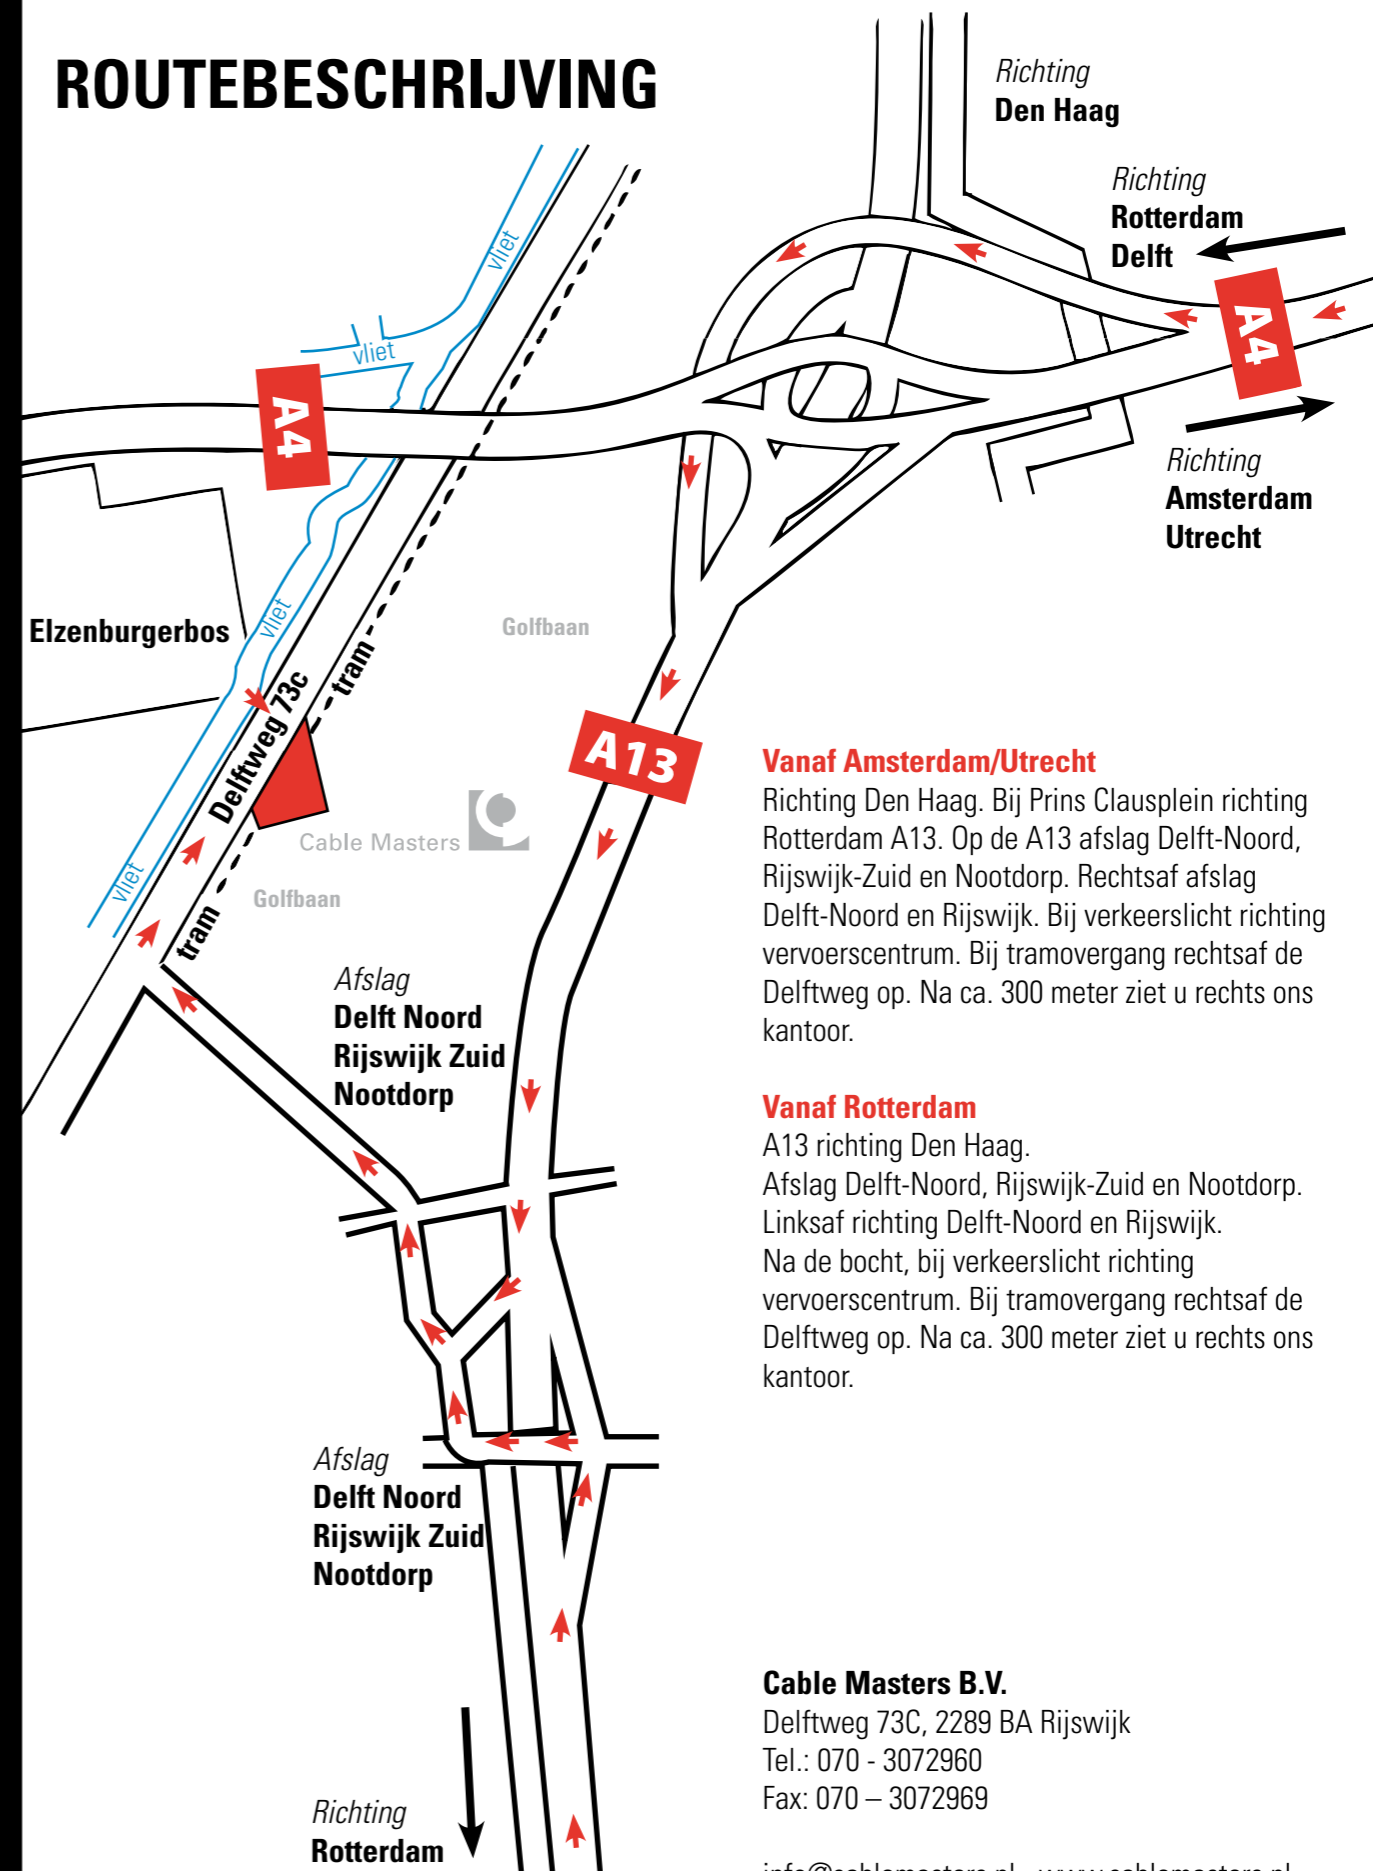 ROUTEBESCHRIJVING
Richting
Den Haag
Richting
Rotterdam
Delft
A4
Richting
Amsterdam
Utrecht
vliet
vliet
A4
Elzenburgerbos
vliet
Golfbaan
tram
Delftweg 73c
A13
Cable Masters
vliet
Golfbaan
tram
Afslag
Delft Noord
Rijswijk Zuid
Nootdorp
Afslag
Delft Noord
Rijswijk Zuid
Nootdorp
Richting
Rotterdam
Vanaf Amsterdam/Utrecht
Richting Den Haag. Bij Prins Clausplein richting
Rotterdam A13. Op de A13 afslag Delft-Noord,
Rijswijk-Zuid en Nootdorp. Rechtsaf afslag
Delft-Noord en Rijswijk. Bij verkeerslicht richting
vervoerscentrum. Bij tramovergang rechtsaf de
Delftweg op. Na ca. 300 meter ziet u rechts ons
kantoor.
Vanaf Rotterdam
A13 richting Den Haag.
Afslag Delft-Noord, Rijswijk-Zuid en Nootdorp.
Linksaf richting Delft-Noord en Rijswijk.
Na de bocht, bij verkeerslicht richting
vervoerscentrum. Bij tramovergang rechtsaf de
Delftweg op. Na ca. 300 meter ziet u rechts ons
kantoor.
Cable Masters B.V.
Delftweg 73C, 2289 BA Rijswijk
Tel.: 070 - 3072960
Fax: 070 – 3072969
info@cablemasters.nl - www.cablemasters.nl